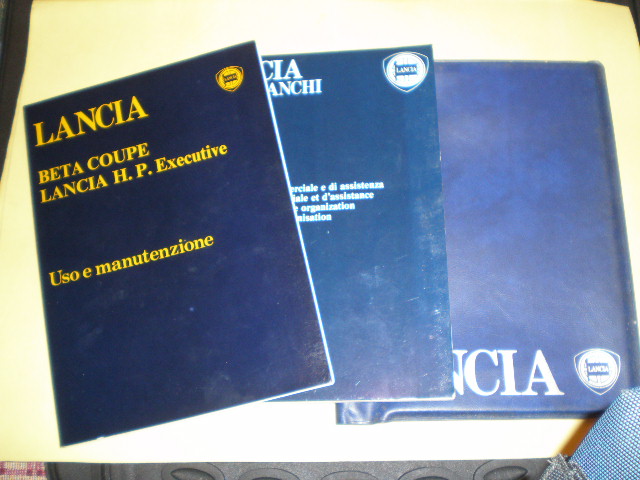 LANCIA
BETA COUPE
LANCIA H. P. Executive
Uso e manutenzione
LANCIA
CIA
ANCHI
LANCIA
erciale e di assistenza
iale et d'assistance
e organization
nisation
NCIA
LANCIA